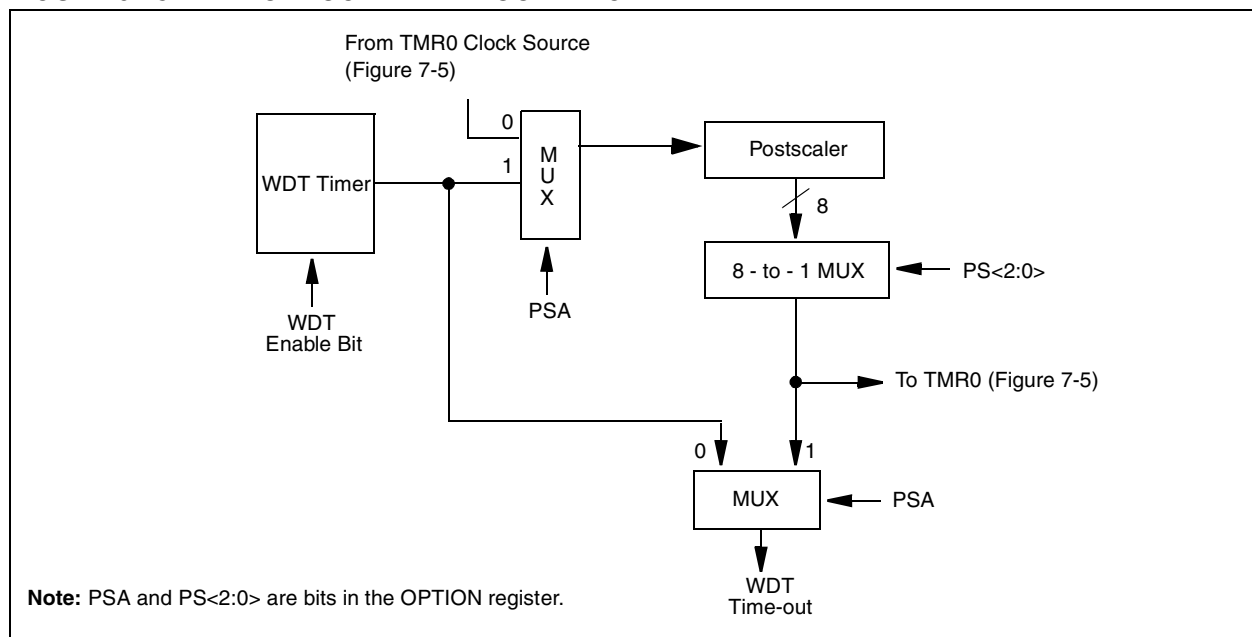 From TMR0 Clock Source
(Figure 7-5)
0
1
M
U
X
WDT Timer
Postscaler
8
8 - to - 1 MUX
PS<2:0>
PSA
WDT
Enable Bit
To TMR0 (Figure 7-5)
0
1
MUX
PSA
WDT
Time-out
Note: PSA and PS<2:0> are bits in the OPTION register.